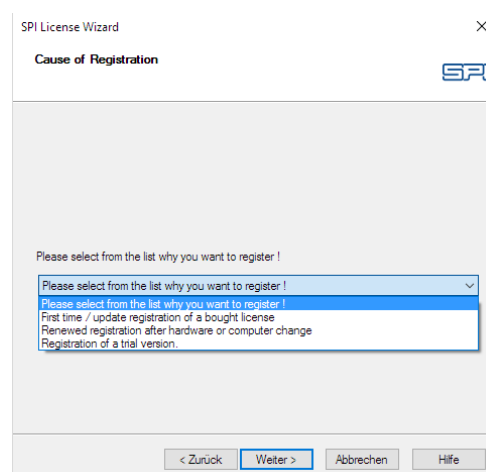 SPI License Wizard
Cause of Registration
SPI
Please select from the list why you want to register !
Please select from the list why you want to register !
Please select from the list why you want to register !
First time / update registration of a bought license
Renewed registration after hardware or computer change
Registration of a trial version.
< Zurück
Weiter >
Abbrechen
Hilfe